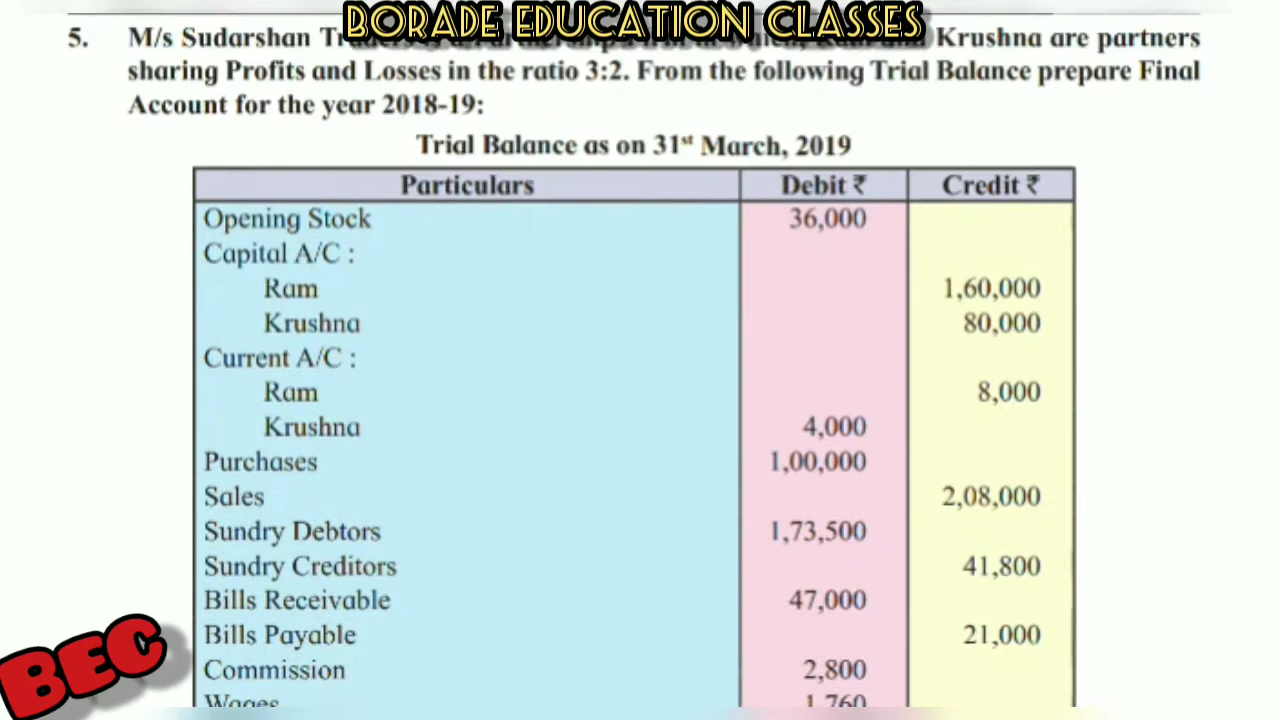 BORADE EDUCATION CLASSES
5. M/s Sudarshan Krushna are partners
sharing Profits and Losses in the ratio 3:2. From the following Trial Balance prepare Final
Account for the year 2018-19:
Trial Balance as on 31st March, 2019
Particulars Debit ₹ Credit ₹
Opening Stock 36,000
Capital A/C :
Ram 1,60,000
Krushna 80,000
Current A/C :
Ram 8,000
Krushna 4,000
Purchases 1,00,000
Sales 2,08,000
Sundry Debtors 1,73,500
Sundry Creditors 41,800
Bills Receivable 47,000
Bills Payable 21,000
Commission 2,800
Wages 1,760
BEC